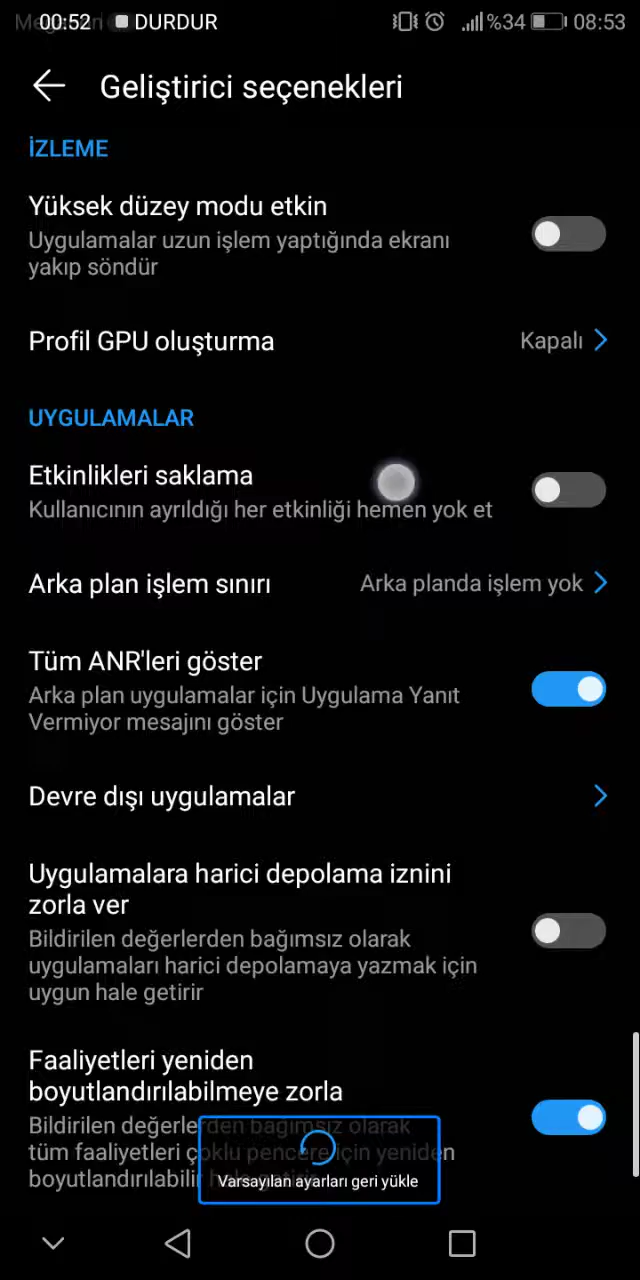 00:52 DURDUR %34 08:53
Geliştirici seçenekleri
İZLEME
Yüksek düzey modu etkin
Uygulamalar uzun işlem yaptığında ekranı
yakıp söndür
Profil GPU oluşturma Kapalı
UYGULAMALAR
Etkinlikleri saklama
Kullanıcının ayrıldığı her etkinliği hemen yok et
Arka plan işlem sınırı Arka planda işlem yok
Tüm ANR'leri göster
Arka plan uygulamalar için Uygulama Yanıt
Vermiyor mesajını göster
Devre dışı uygulamalar
Uygulamalara harici depolama iznini
zorla ver
Bildirilen değerlerden bağımsız olarak
uygulamaları harici depolamaya yazmak için
uygun hale getirir
Faaliyetleri yeniden
boyutlandırılabilmeye zorla
Bildirilen değerlerden bağımsız olarak
tüm faaliyetleri çoklu pencere için yeniden
boyutlandırılabilir hale getirir
Varsayılan ayarları geri yükle